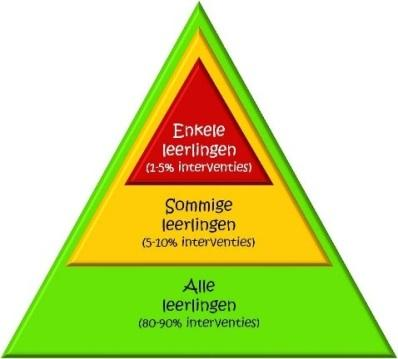 Enkele
leerlingen
(1-5% interventies)
Sommige
leerlingen
(5-10% interventies)
Alle
leerlingen
(80-90% interventies)